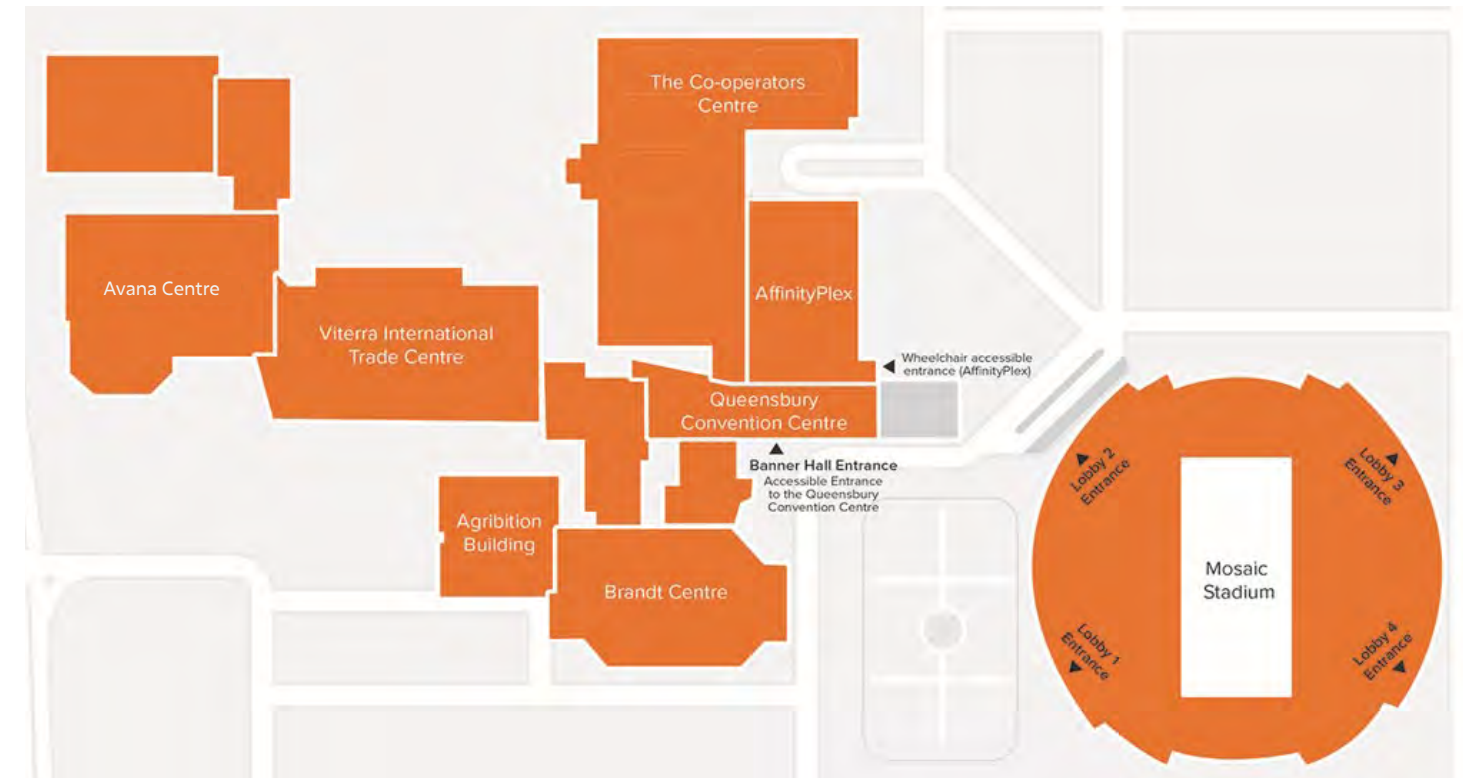 The Co-operators
Centre
Avana Centre
AffinityPlex
Viterra International
Trade Centre
Wheelchair accessible
entrance (AffinityPlex)
Queensbury
Convention Centre
Banner Hall Entrance
Accessible Entrance
to the Queensbury
Convention Centre
Lobby 2
Entrance
Lobby 3
Entrance
Agribition
Building
Brandt Centre
Mosaic
Stadium
Lobby 1
Entrance
Lobby 4
Entrance